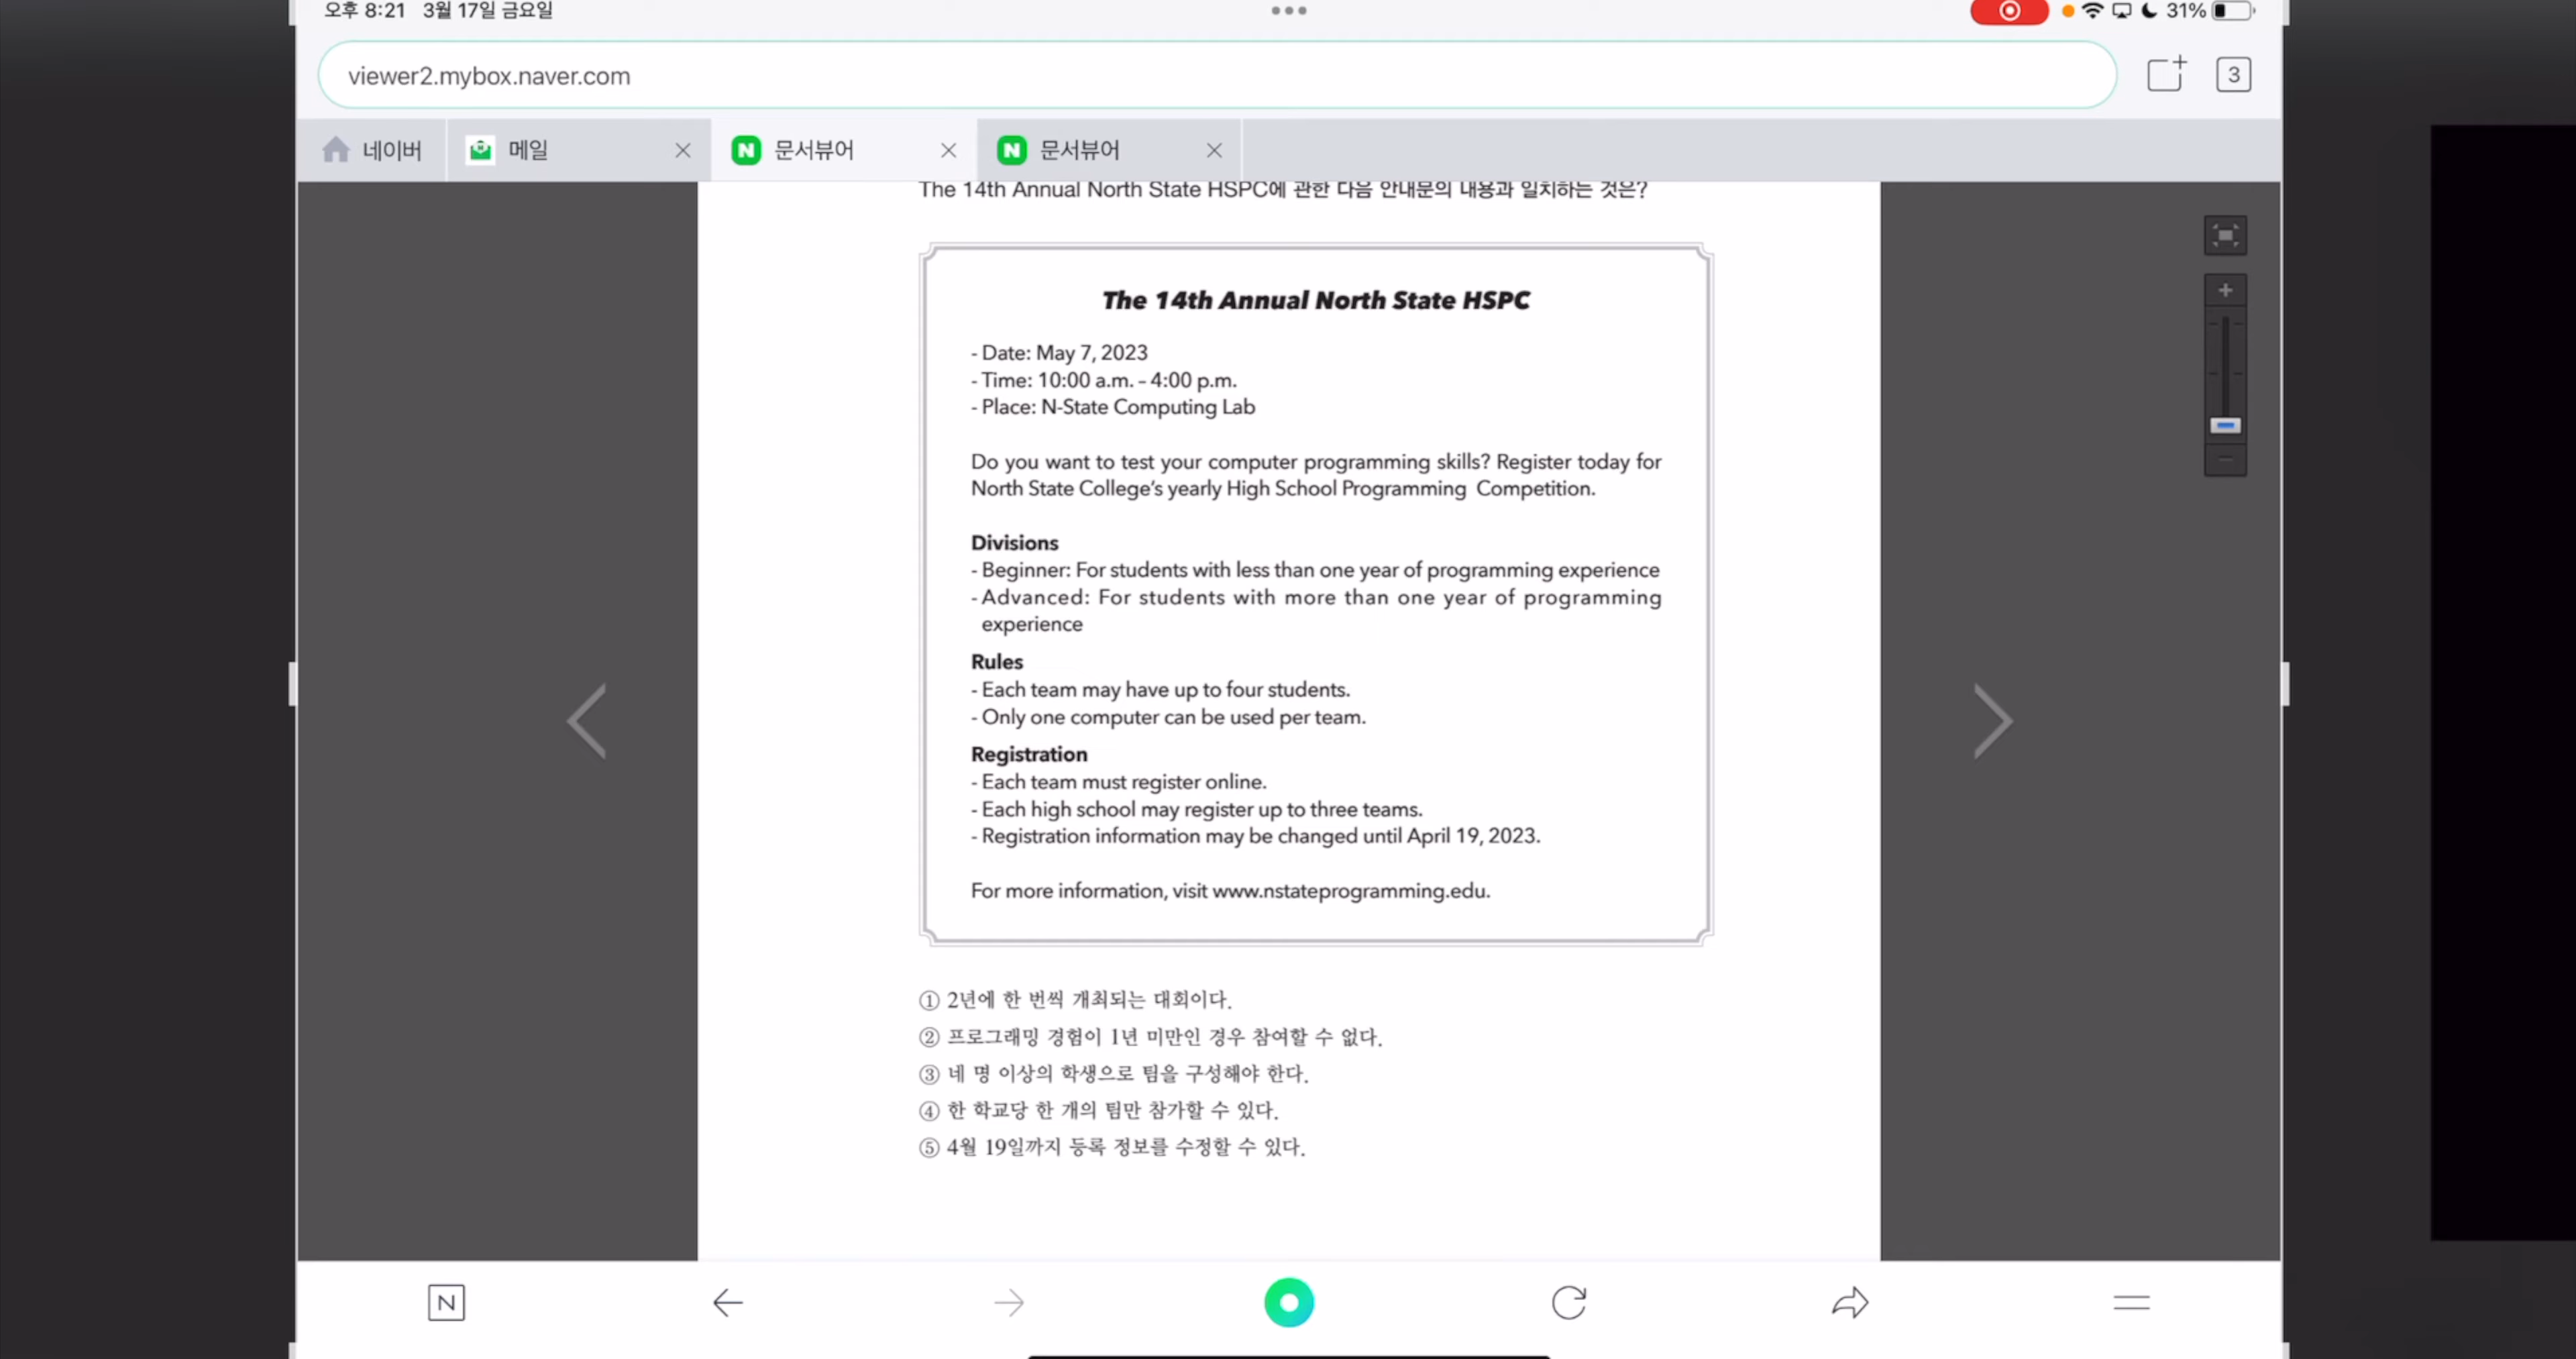 오후 8:21 3월 17일 금요일
31%
viewer2.mybox.naver.com
3
네이버
메일
N 문서뷰어
N 문서뷰어
The 14th Annual North State HSPC에 관한 다음 안내문의 내용과 일치하는 것은?
The 14th Annual North State HSPC
- Date: May 7, 2023
- Time: 10:00 a.m. – 4:00 p.m.
- Place: N-State Computing Lab
Do you want to test your computer programming skills? Register today for
North State College's yearly High School Programming Competition.
Divisions
- Beginner: For students with less than one year of programming experience
- Advanced: For students with more than one year of programming
experience
Rules
- Each team may have up to four students.
- Only one computer can be used per team.
Registration
- Each team must register online.
- Each high school may register up to three teams.
- Registration information may be changed until April 19, 2023.
For more information, visit www.nstateprogramming.edu.
① 2년에 한 번씩 개최되는 대회이다.
② 프로그래밍 경험이 1년 미만인 경우 참여할 수 없다.
③ 네 명 이상의 학생으로 팀을 구성해야 한다.
④ 한 학교당 한 개의 팀만 참가할 수 있다.
⑤ 4월 19일까지 등록 정보를 수정할 수 있다.
N